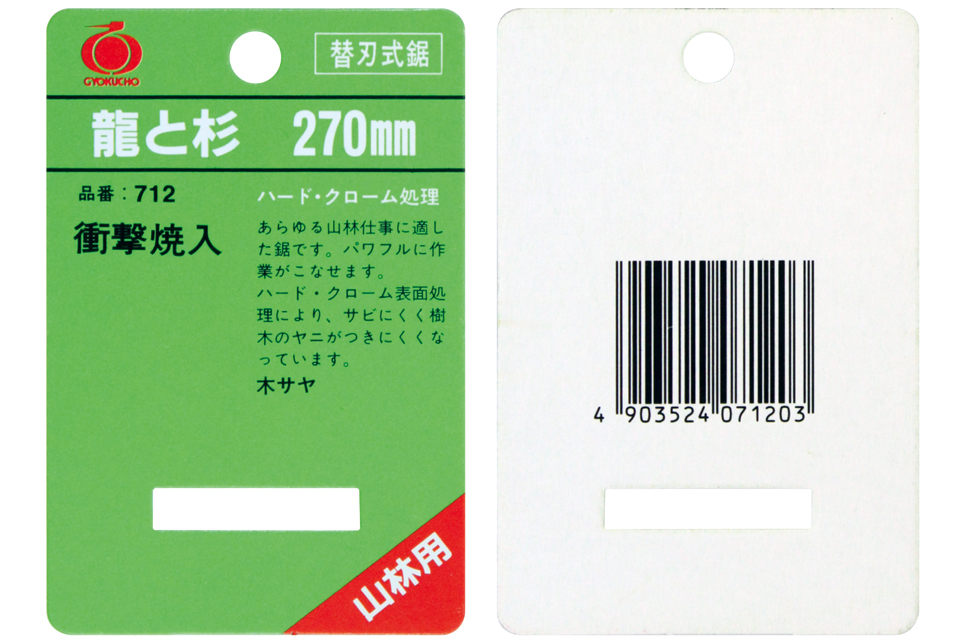 GYOKUCHO
替刃式鋸
龍と杉 270mm
品番：712
衝撃焼入
ハード・クローム処理
あらゆる山林仕事に適し
た鋸です。パワフルに作
業がこなせます。
ハード・クローム表面処
理により、サビにくく樹
木のヤニがつきにくくな
っています。
木サヤ
山林用
4 903524 071203